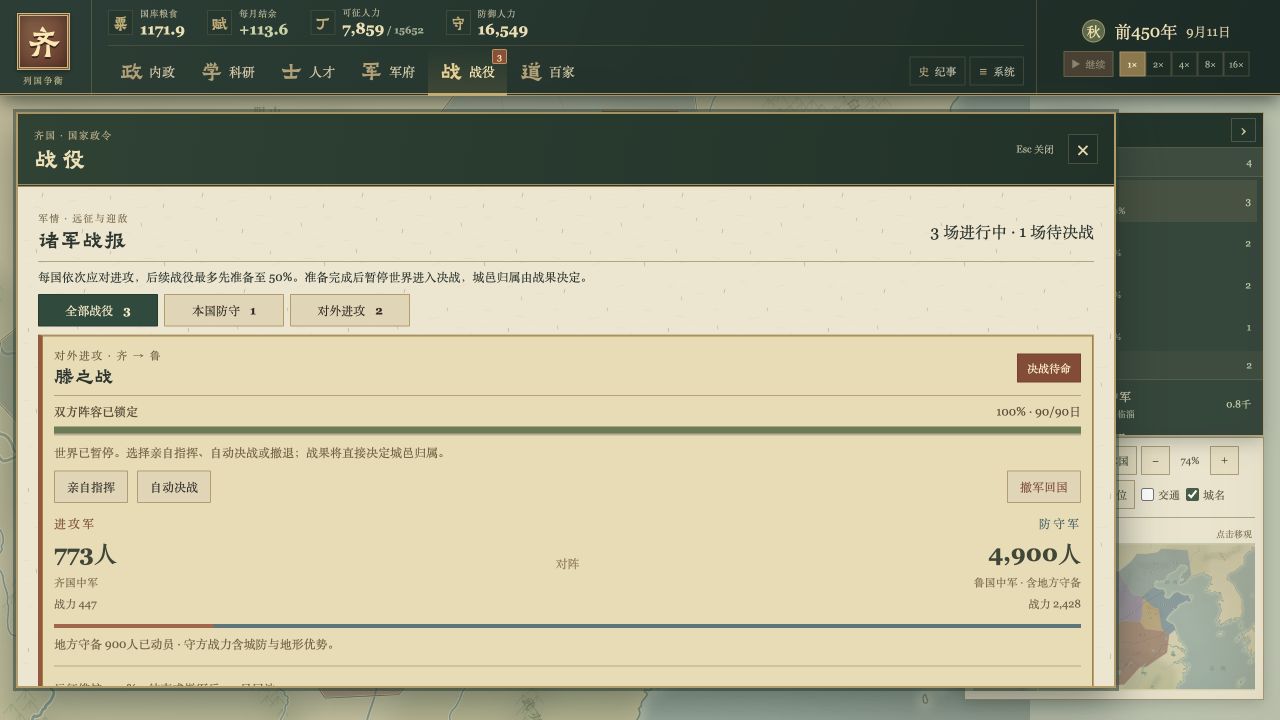 齐
列国争衡
粟 国库粮食 1171.9
赋 每月结余 +113.6
丁 可征人力 7,859 / 15652
守 防御人力 16,549
政 内政
学 科研
士 人才
军 军府
战 战役 3
道 百家
史 纪事
≡ 系统
秋 前450年 9月11日
▶ 继续 1× 2× 4× 8× 16×
齐国 · 国家政令
战役
Esc 关闭 ×
军情 · 远征与迎敌
诸军战报
3 场进行中 · 1 场待决战
每国依次应对进攻，后续战役最多先准备至 50%。准备完成后暂停世界进入决战，城邑归属由战果决定。
全部战役 3
本国防守 1
对外进攻 2
对外进攻 · 齐 → 鲁
滕之战
决战待命
双方阵容已锁定
100% · 90/90日
世界已暂停。选择亲自指挥、自动决战或撤退；战果将直接决定城邑归属。
亲自指挥
自动决战
撤军回国
进攻军
防守军
773人
对阵
4,900人
齐国中军
鲁国中军 · 含地方守备
战力 447
战力 2,428
地方守备 900人已动员 · 守方战力含城防与地形优势。
›
4
%
3
%
2
%
2
%
1
2
军
临淄
0.8千
国 − 74% +
位 交通 城名
点击移观